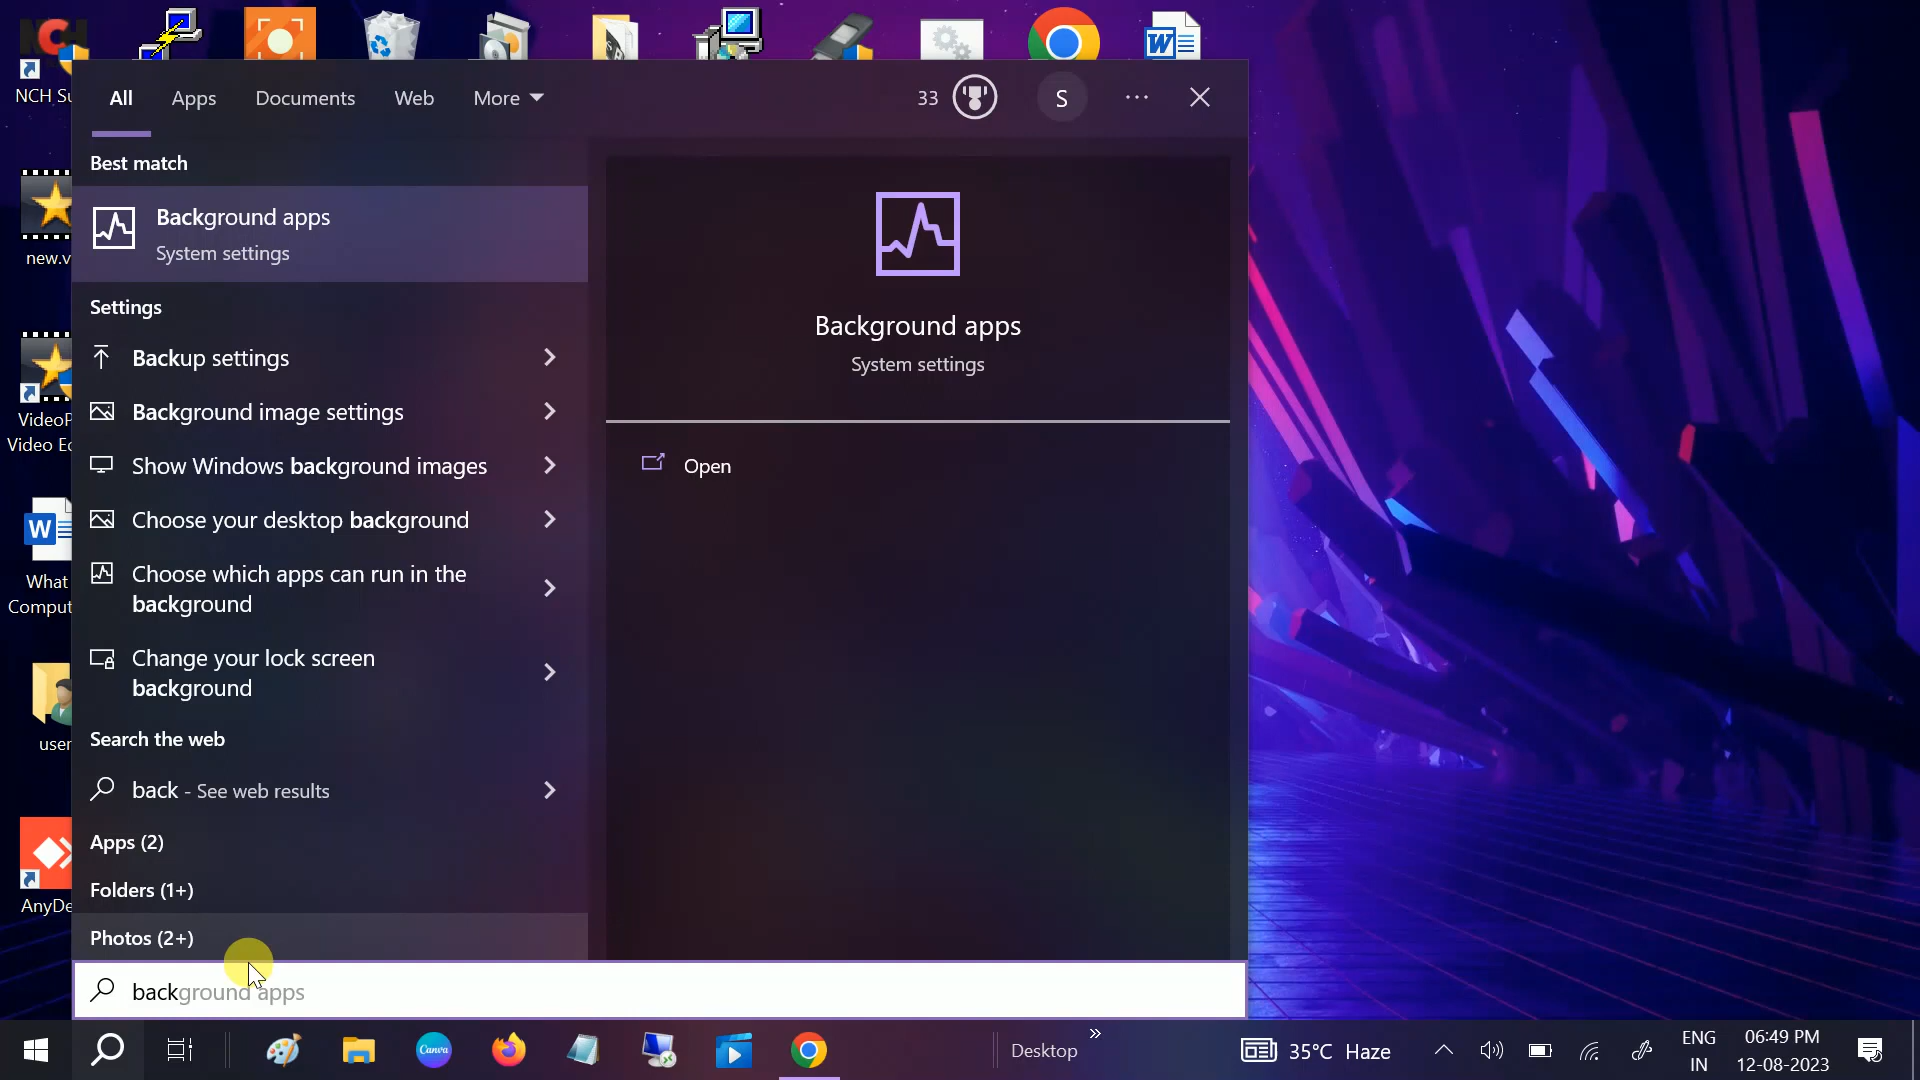 NCH Su
All
Apps
Documents
Web
More
33
S
Best match
Background apps
System settings
Settings
Backup settings
Background image settings
Show Windows background images
Choose your desktop background
Choose which apps can run in the
background
Change your lock screen
background
Search the web
back - See web results
Apps (2)
Folders (1+)
Photos (2+)
background apps
Background apps
System settings
Open
new.v
VideoP
Video Ed
W
What
Comput
user
AnyDe
W
Canva
Desktop
35°C Haze
ENG
IN
06:49 PM
12-08-2023